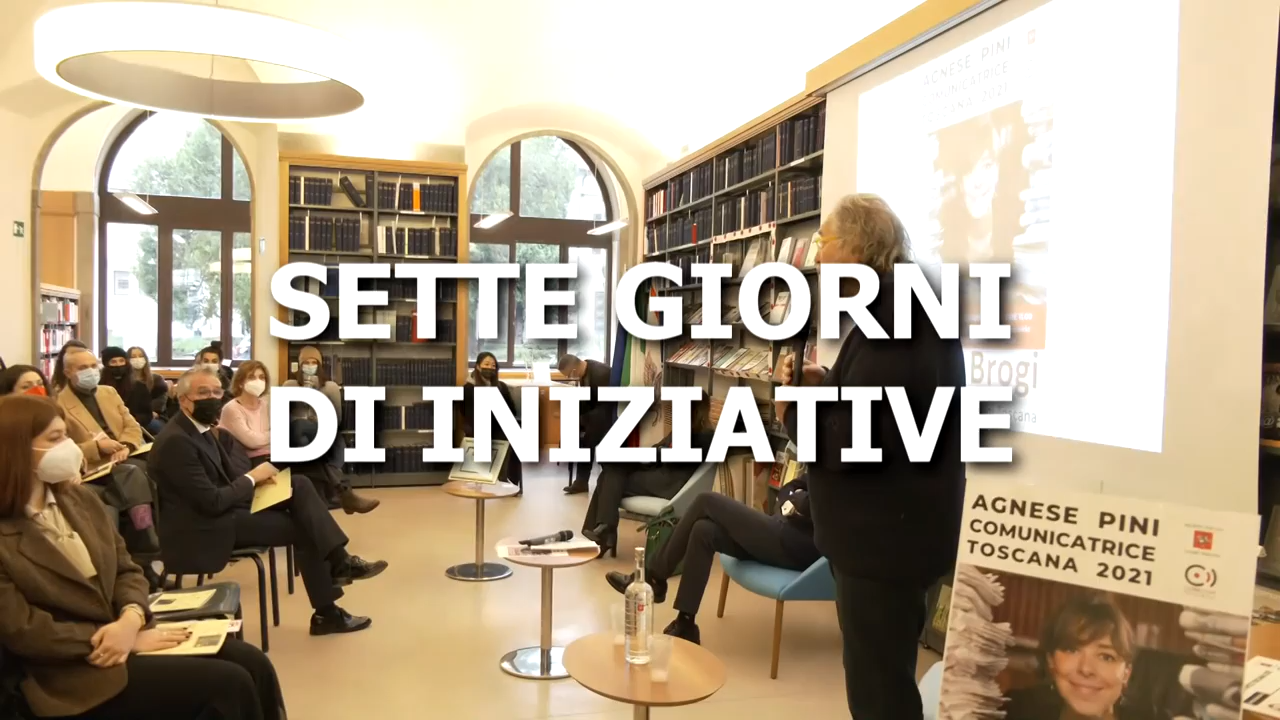 AGNESE PINI
COMUNICATRICE
TOSCANA 2021
SETTE GIORNI
DI INIZIATIVE
Brogi
AGNESE PINI
COMUNICATRICE
TOSCANA 2021